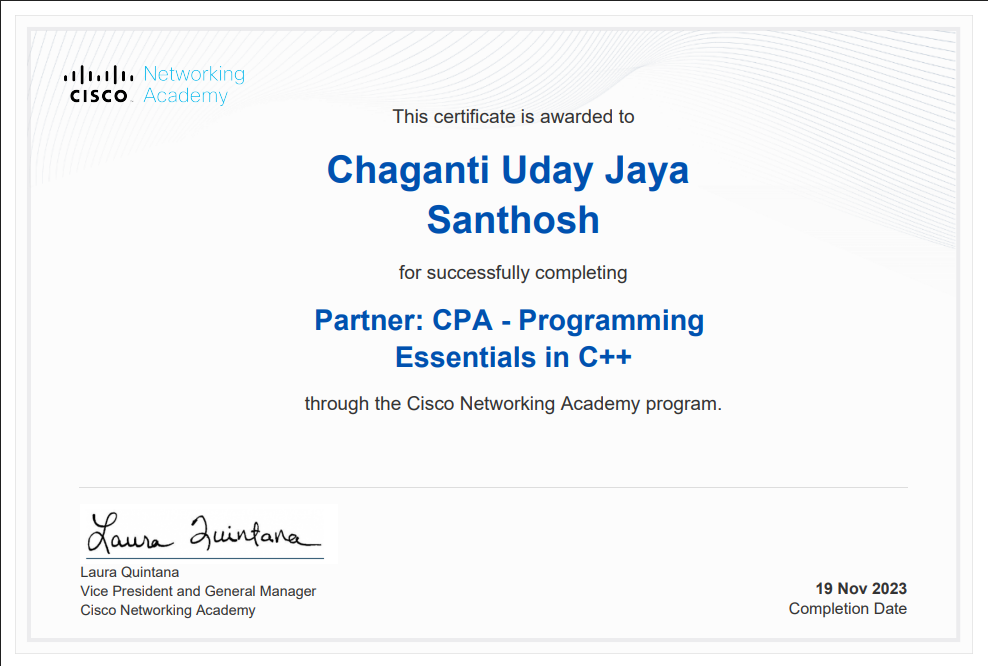 CISCO Networking
Academy
This certificate is awarded to
Chaganti Uday Jaya
Santhosh
for successfully completing
Partner: CPA - Programming
Essentials in C++
through the Cisco Networking Academy program.
Laura Quintana
Laura Quintana
Vice President and General Manager
Cisco Networking Academy
19 Nov 2023
Completion Date